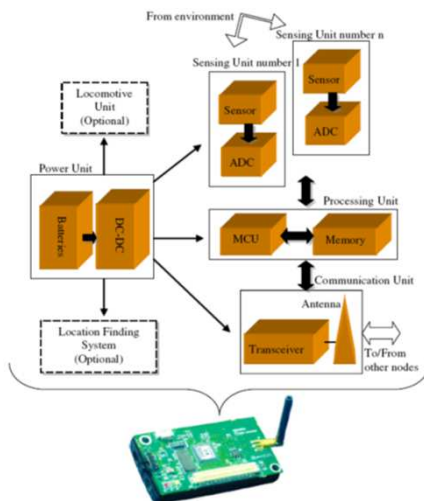 From environment
Sensing Unit number n
Sensing Unit number 1
Sensor
ADC
Sensor
ADC
Locomotive
Unit
(Optional)
Power Unit
Batteries
DC-DC
Processing Unit
MCU
Memory
Communication Unit
Antenna
Transceiver
To/From
other nodes
Location Finding
System
(Optional)